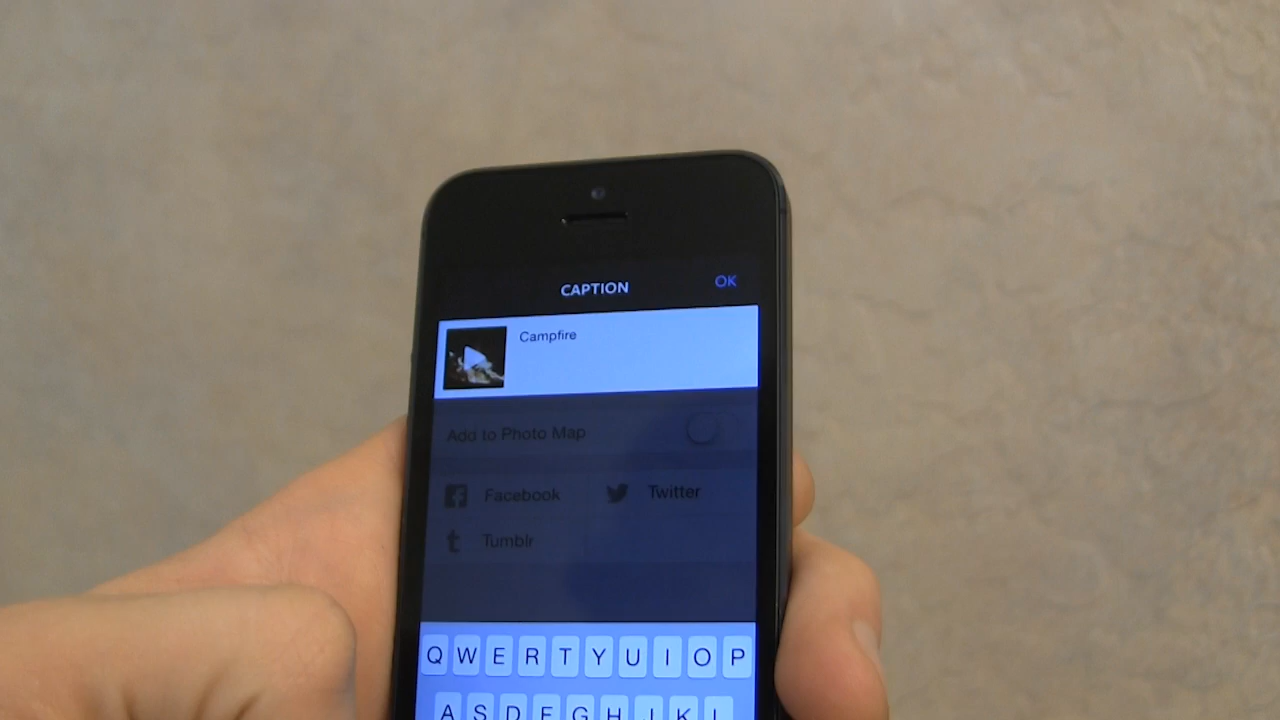 CAPTION OK
Campfire
Add to Photo Map
Facebook Twitter
Tumblr
Q W E R T Y U I O P
A S D F G H J K L